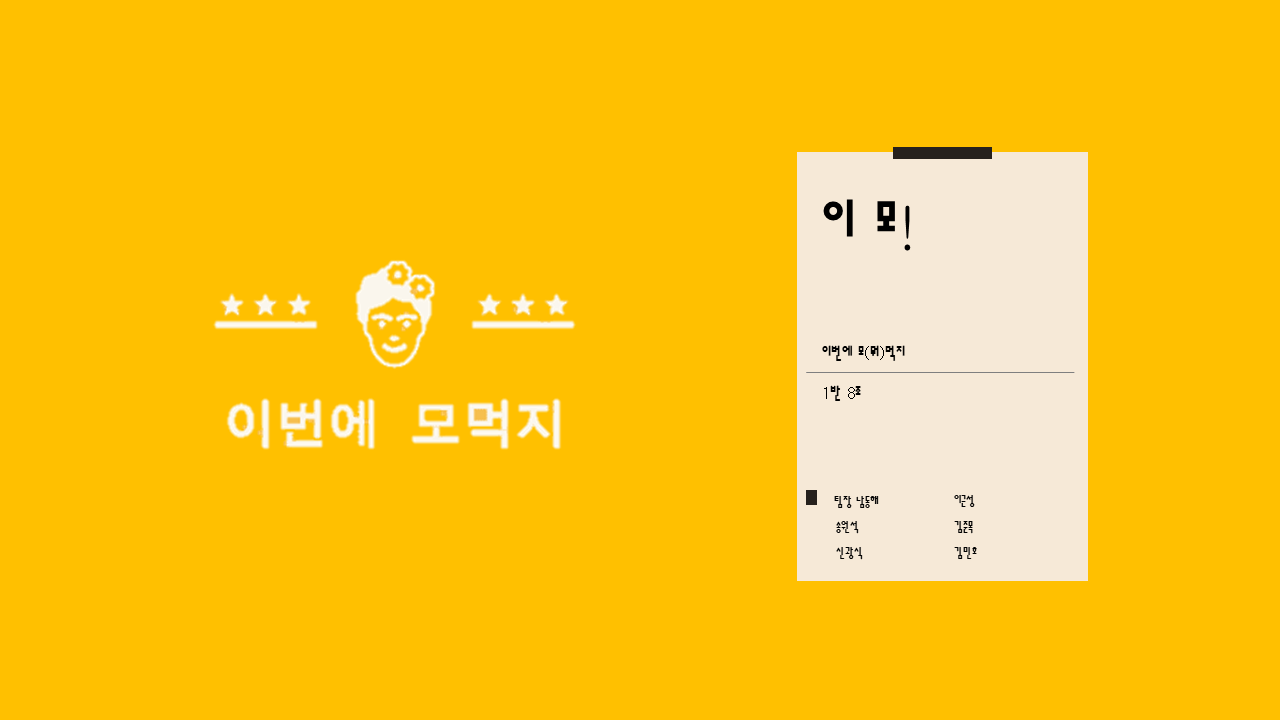 이번에 모먹지
이 모!
이번에 모(뭐)먹지
1반 8조
팀장 남동해
이근성
송원석
김준목
신광식
김민호